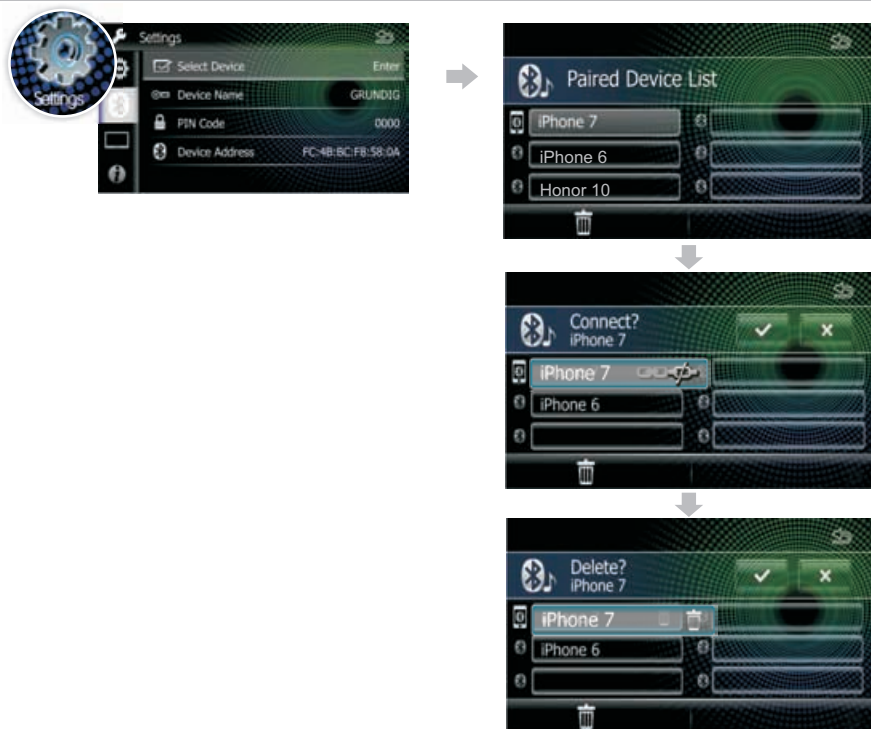 Settings
Settings
Select Device Enter
Device Name GRUNDIG
PIN Code 0000
Device Address FC:4B:BC:FB:58:0A
Paired Device List
iPhone 7
iPhone 6
Honor 10
Connect?
iPhone 7
iPhone 7
iPhone 6
Delete?
iPhone 7
iPhone 7
iPhone 6